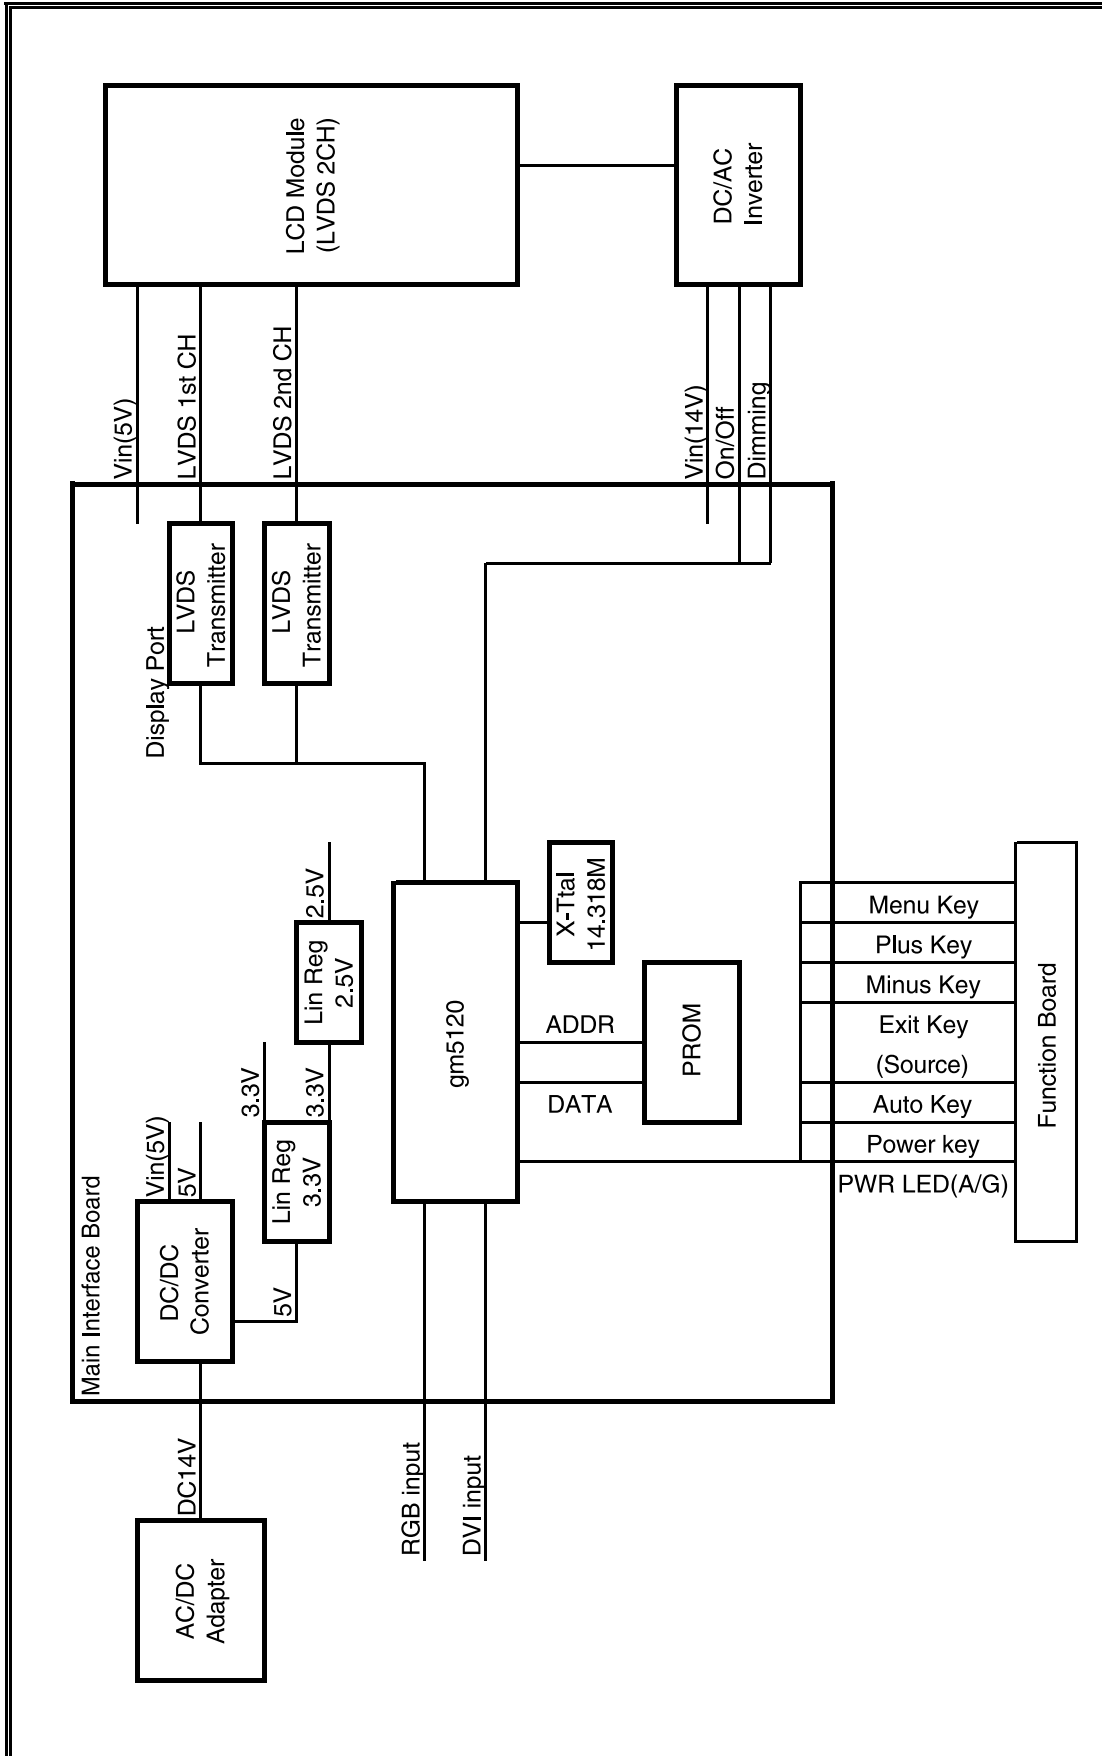 LCD Module
(LVDS 2CH)
DC/AC
Inverter
Vin(5V)
LVDS 1st CH
LVDS 2nd CH
Vin(14V)
On/Off
Dimming
Display Port
LVDS
Transmitter
LVDS
Transmitter
Main Interface Board
Vin(5V)
5V
DC/DC
Converter
5V
3.3V
3.3V
Lin Reg
3.3V
2.5V
Lin Reg
2.5V
gm5120
X-Ttal
14.318M
ADDR
DATA
PROM
Menu Key
Plus Key
Minus Key
Exit Key
(Source)
Auto Key
Power key
PWR LED(A/G)
Function Board
DC14V
AC/DC
Adapter
RGB input
DVI input